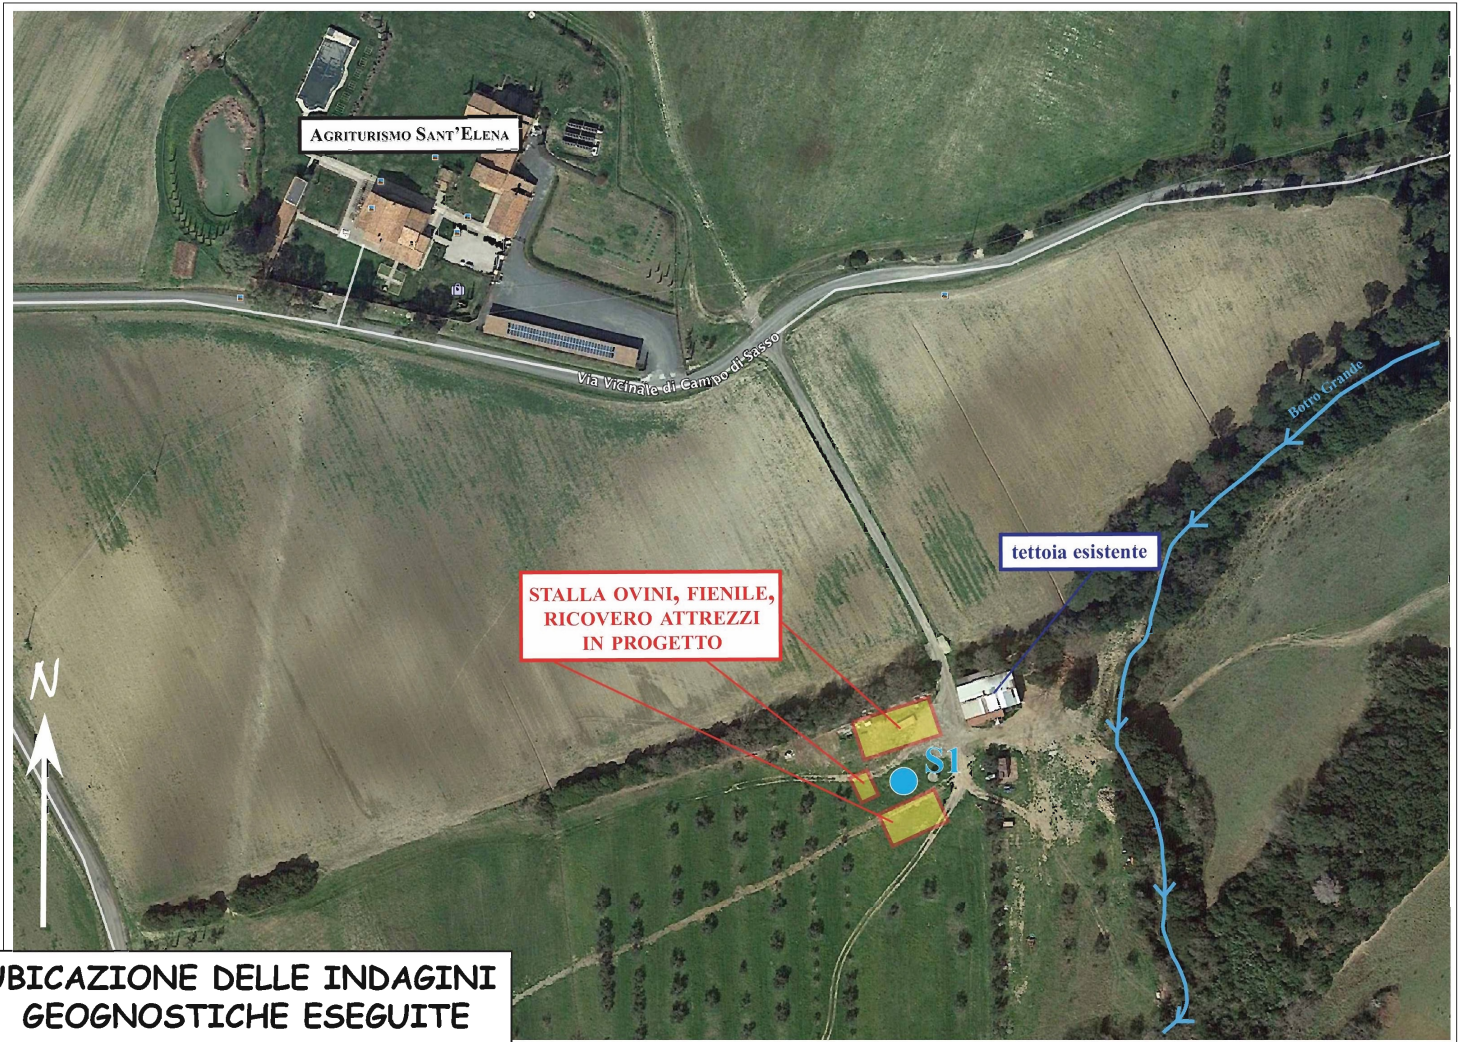 AGRITURISMO SANT'ELENA
Via Vicinale di Campo di Sasso
Botro Grande
tettoia esistente
STALLA OVINI, FIENILE,
RICOVERO ATTREZZI
IN PROGETTO
N
S1
UBICAZIONE DELLE INDAGINI
GEOGNOSTICHE ESEGUITE